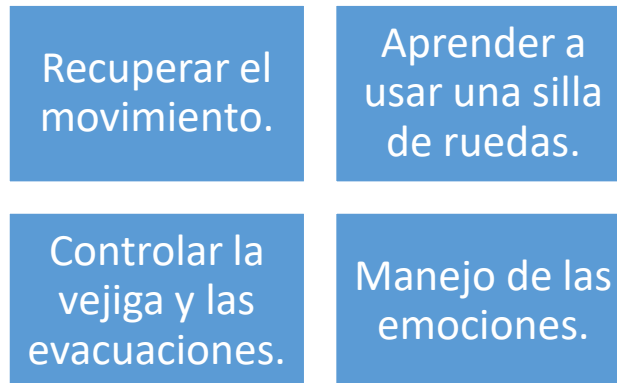 Recuperar el
movimiento.
Aprender a
usar una silla
de ruedas.
Controlar la
vejiga y las
evacuaciones.
Manejo de las
emociones.